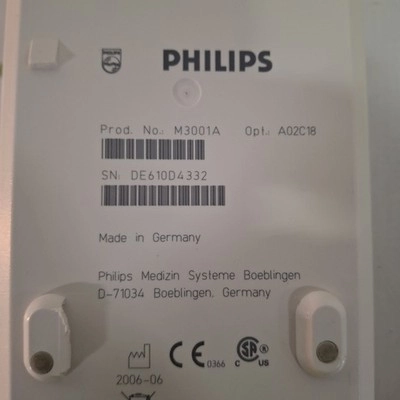 PHILIPS
Prod. No.: M3001A Opt.: A02C18
SN: DE610D4332
Made in Germany
Philips Medizin Systeme Boeblingen
D-71034 Boeblingen, Germany
CE 0366 C SA ® US
2006-06